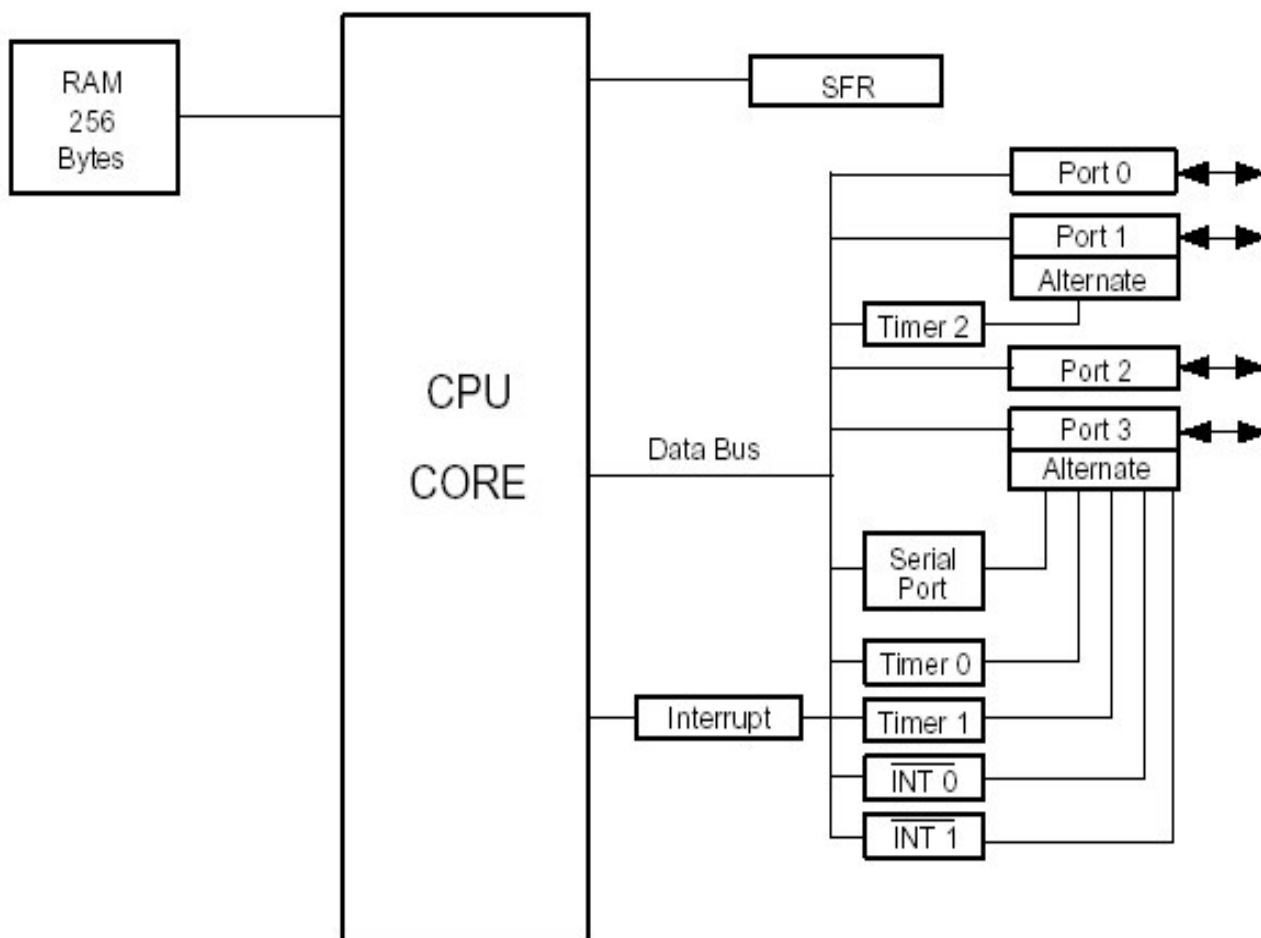 RAM
256
Bytes
SFR
Port 0
Port 1
Alternate
Timer 2
Port 2
Port 3
Alternate
CPU
CORE
Data Bus
Serial
Port
Timer 0
Interrupt
Timer 1
INT 0
INT 1